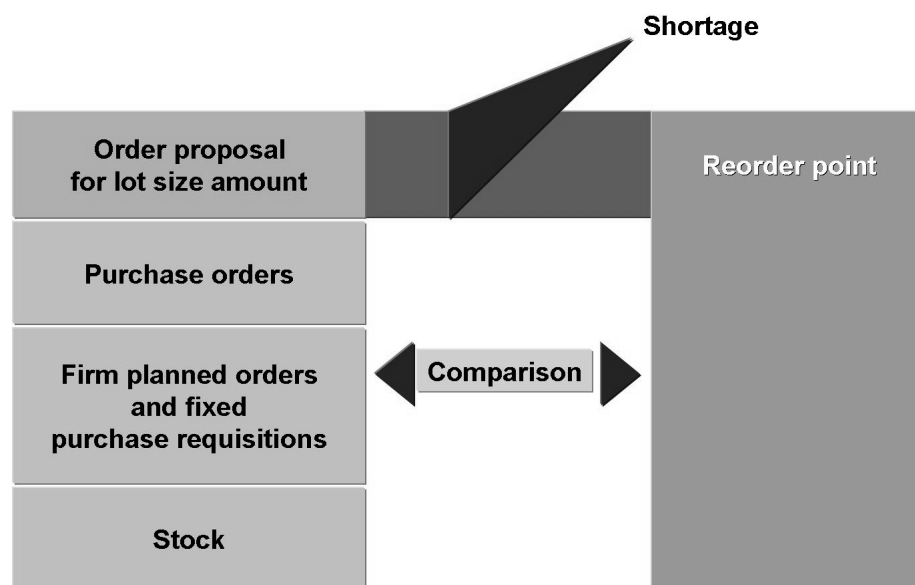 Shortage
Order proposal
for lot size amount
Reorder point
Purchase orders
Firm planned orders
and fixed
purchase requisitions
Comparison
Stock